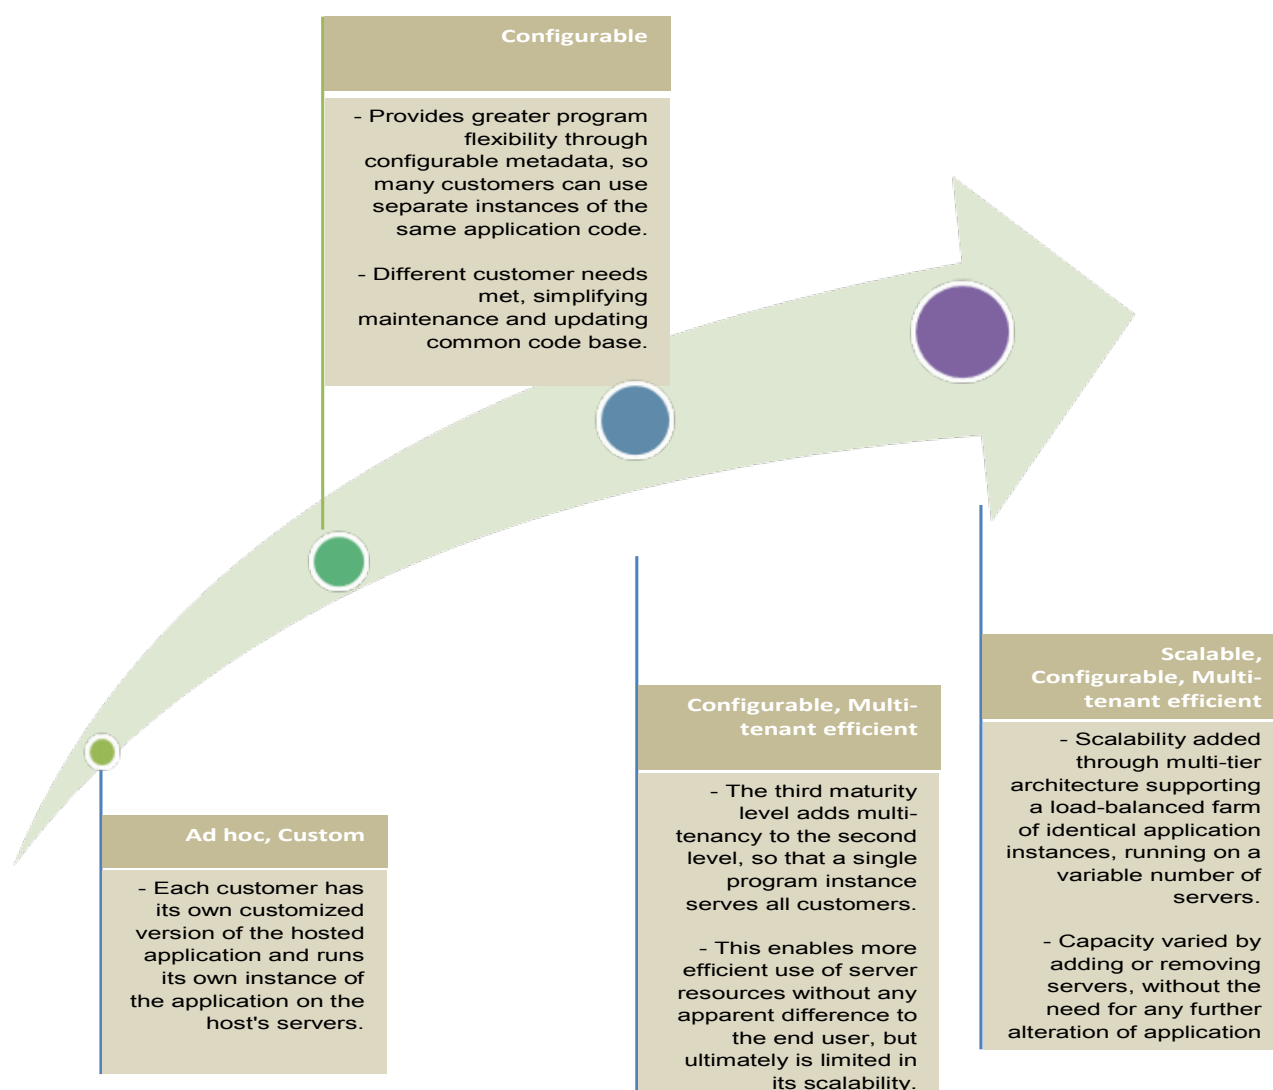 Configurable
- Provides greater program
flexibility through
configurable metadata, so
many customers can use
separate instances of the
same application code.
- Different customer needs
met, simplifying
maintenance and updating
common code base.
Ad hoc, Custom
- Each customer has
its own customized
version of the hosted
application and runs
its own instance of
the application on the
host's servers.
Configurable, Multi-
tenant efficient
- The third maturity
level adds multi-
tenancy to the second
level, so that a single
program instance
serves all customers.
- This enables more
efficient use of server
resources without any
apparent difference to
the end user, but
ultimately is limited in
its scalability.
Scalable,
Configurable, Multi-
tenant efficient
- Scalability added
through multi-tier
architecture supporting
a load-balanced farm
of identical application
instances, running on a
variable number of
servers.
- Capacity varied by
adding or removing
servers, without the
need for any further
alteration of application